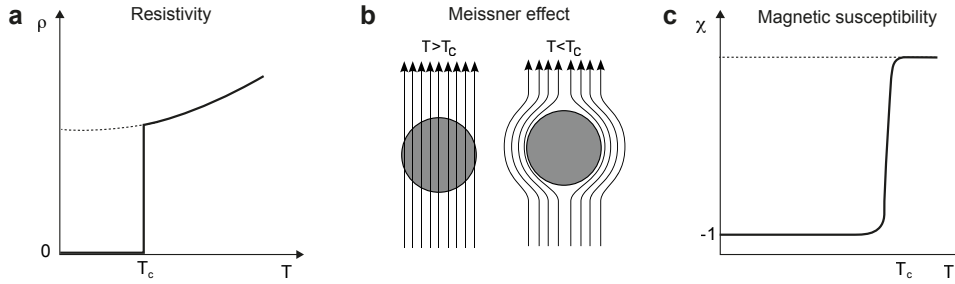 a Resistivity
ρ
0
T_c
T
b Meissner effect
T>T_c
T<T_c
c Magnetic susceptibility
χ
-1
T_c
T